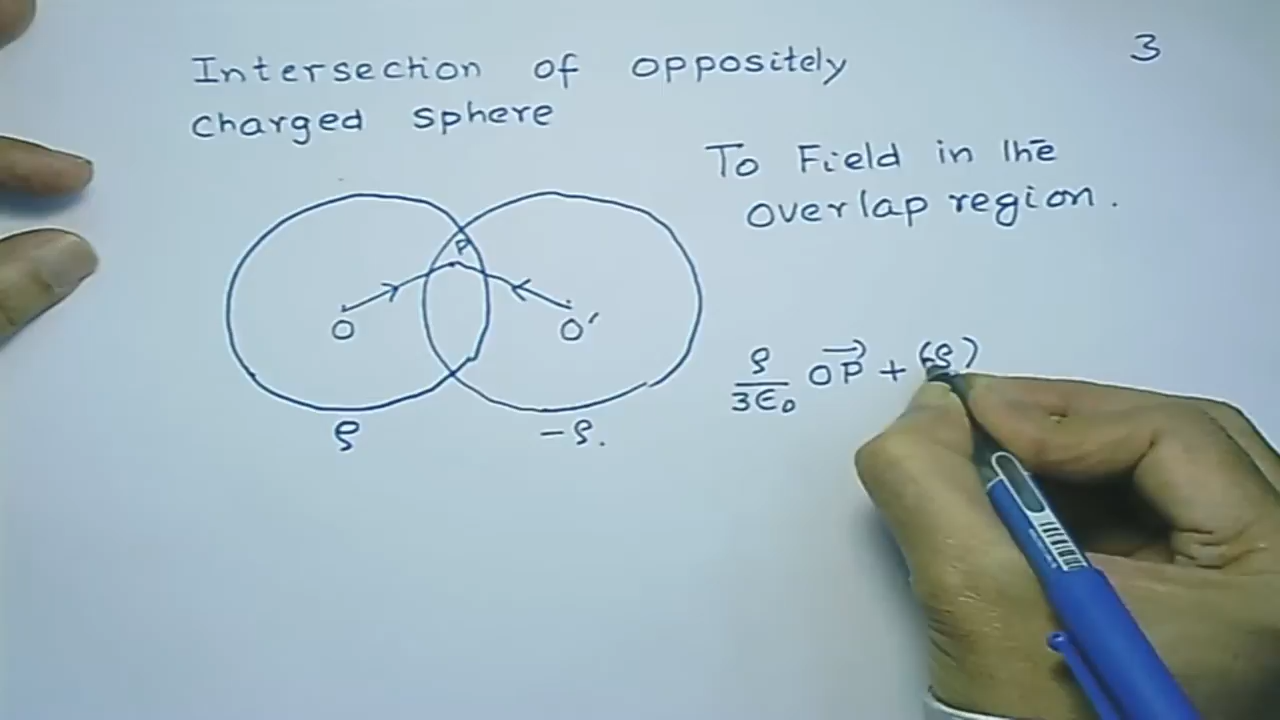 Intersection of oppositely
charged sphere
3
To Field in the
overlap region.
P
O
O′
ρ
−ρ.
ρ/3ϵ₀ OP⃗ + (−ρ)